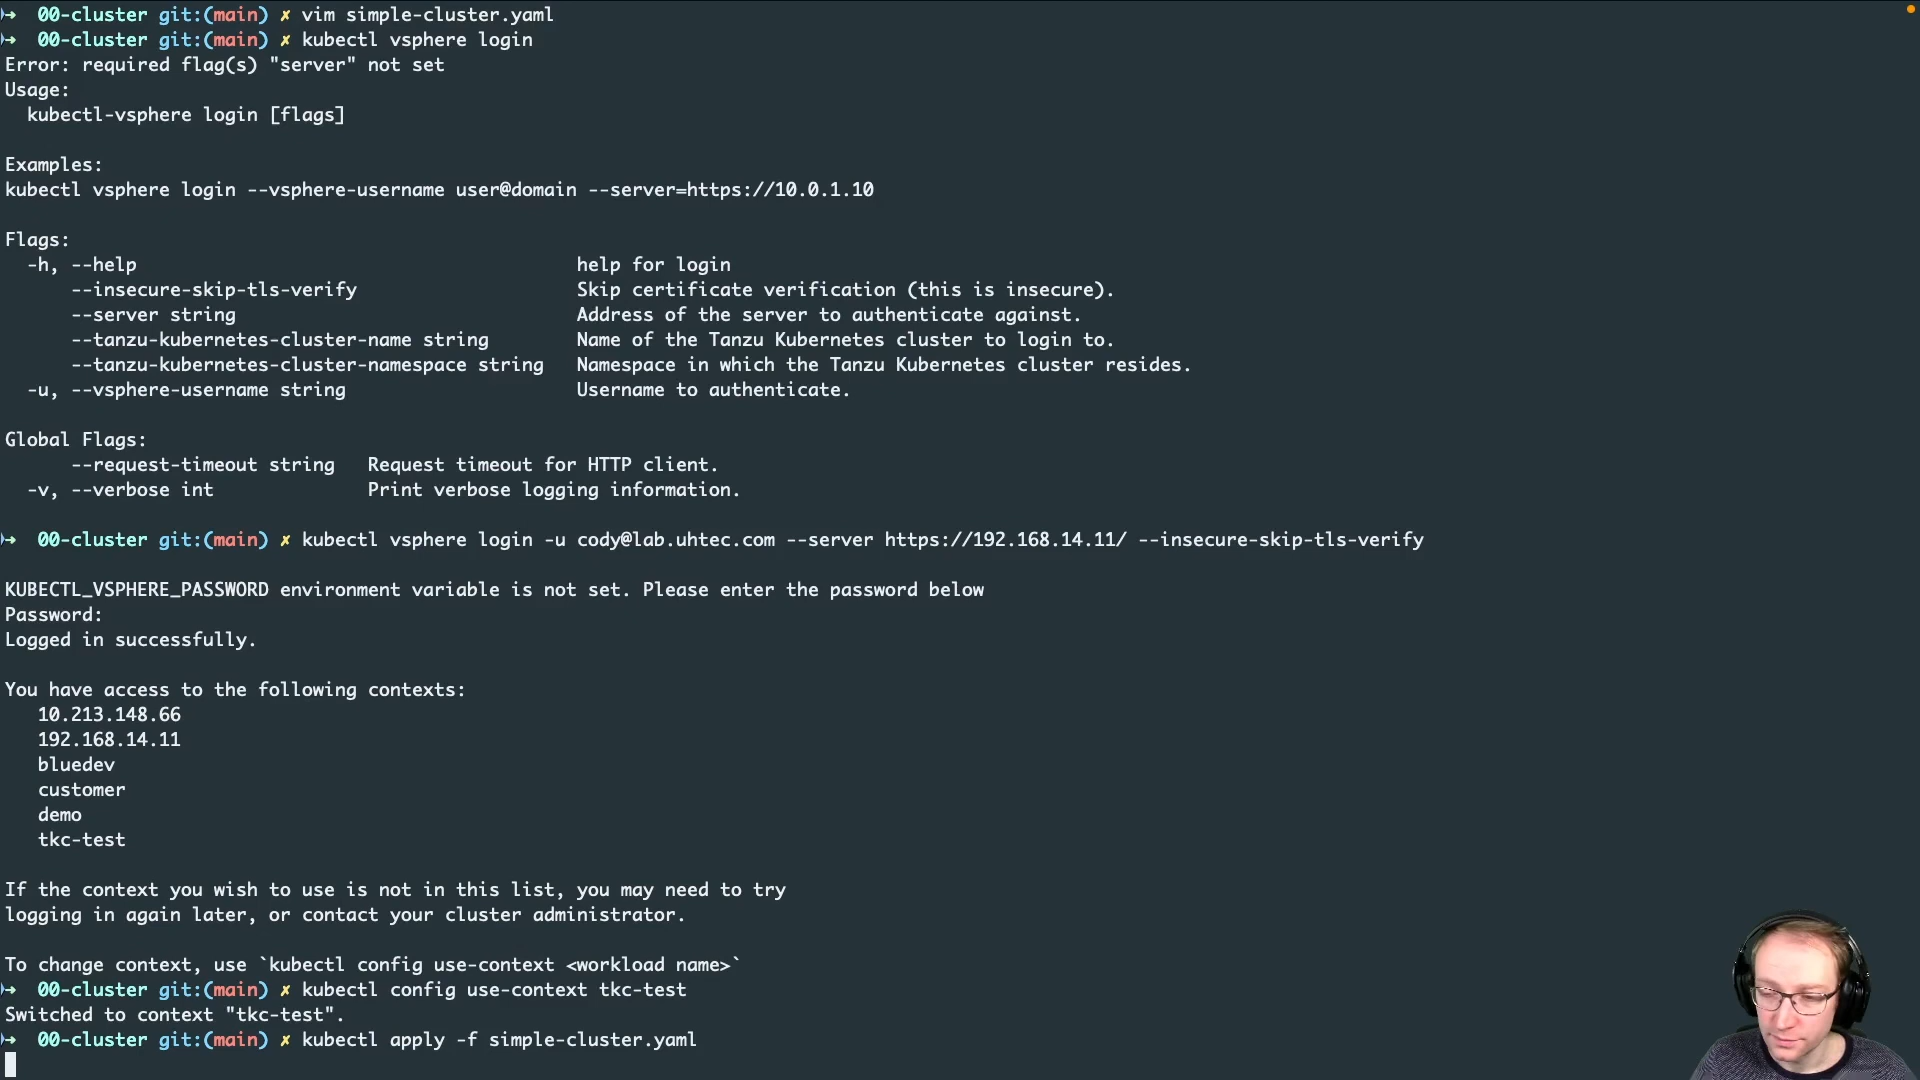 ➜  00-cluster git:(main) ✗ vim simple-cluster.yaml
➜  00-cluster git:(main) ✗ kubectl vsphere login
Error: required flag(s) "server" not set
Usage:
  kubectl-vsphere login [flags]

Examples:
kubectl vsphere login --vsphere-username user@domain --server=https://10.0.1.10

Flags:
  -h, --help                                     help for login
      --insecure-skip-tls-verify                 Skip certificate verification (this is insecure).
      --server string                            Address of the server to authenticate against.
      --tanzu-kubernetes-cluster-name string     Name of the Tanzu Kubernetes cluster to login to.
      --tanzu-kubernetes-cluster-namespace string   Namespace in which the Tanzu Kubernetes cluster resides.
  -u, --vsphere-username string                  Username to authenticate.

Global Flags:
      --request-timeout string   Request timeout for HTTP client.
  -v, --verbose int              Print verbose logging information.

➜  00-cluster git:(main) ✗ kubectl vsphere login -u cody@lab.uhtec.com --server https://192.168.14.11/ --insecure-skip-tls-verify

KUBECTL_VSPHERE_PASSWORD environment variable is not set. Please enter the password below
Password:
Logged in successfully.

You have access to the following contexts:
   10.213.148.66
   192.168.14.11
   bluedev
   customer
   demo
   tkc-test

If the context you wish to use is not in this list, you may need to try
logging in again later, or contact your cluster administrator.

To change context, use `kubectl config use-context <workload name>`
➜  00-cluster git:(main) ✗ kubectl config use-context tkc-test
Switched to context "tkc-test".
➜  00-cluster git:(main) ✗ kubectl apply -f simple-cluster.yaml